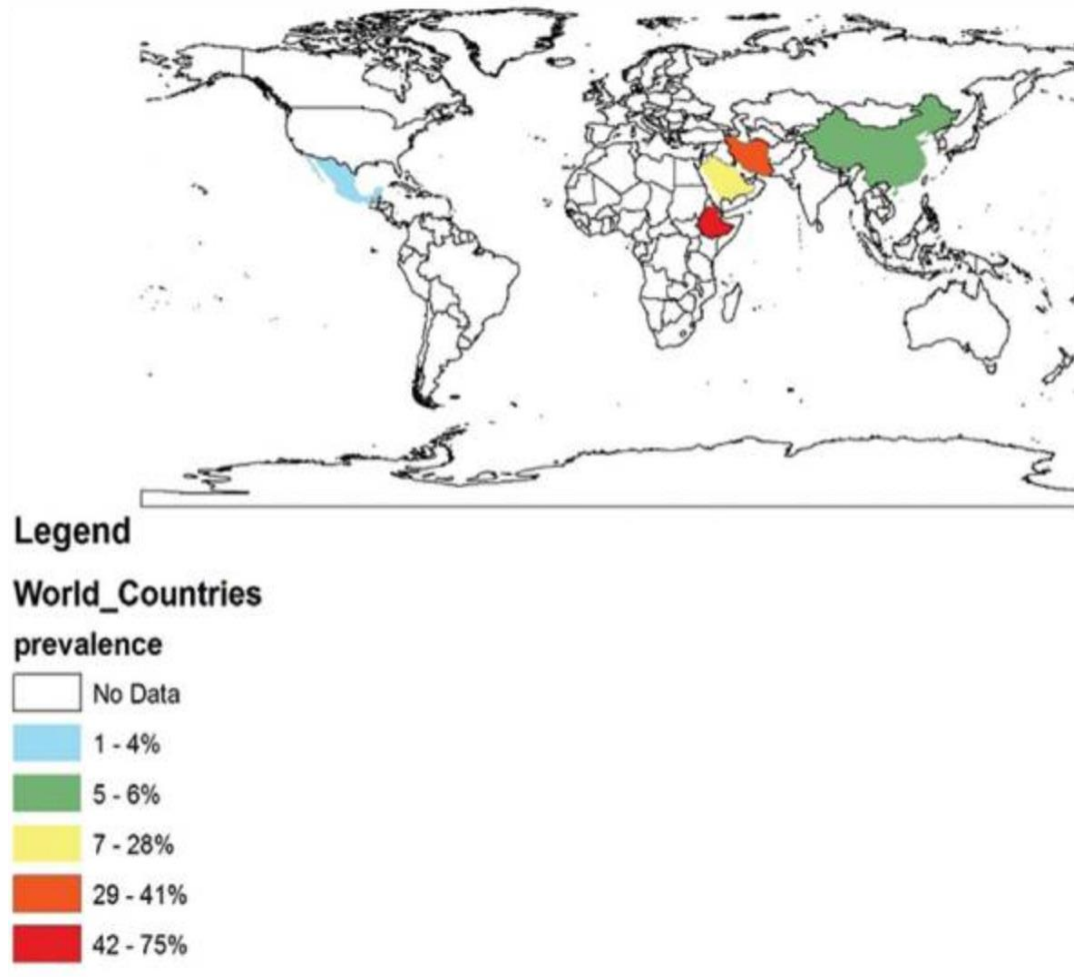 Legend
World_Countries
prevalence
No Data
1 - 4%
5 - 6%
7 - 28%
29 - 41%
42 - 75%